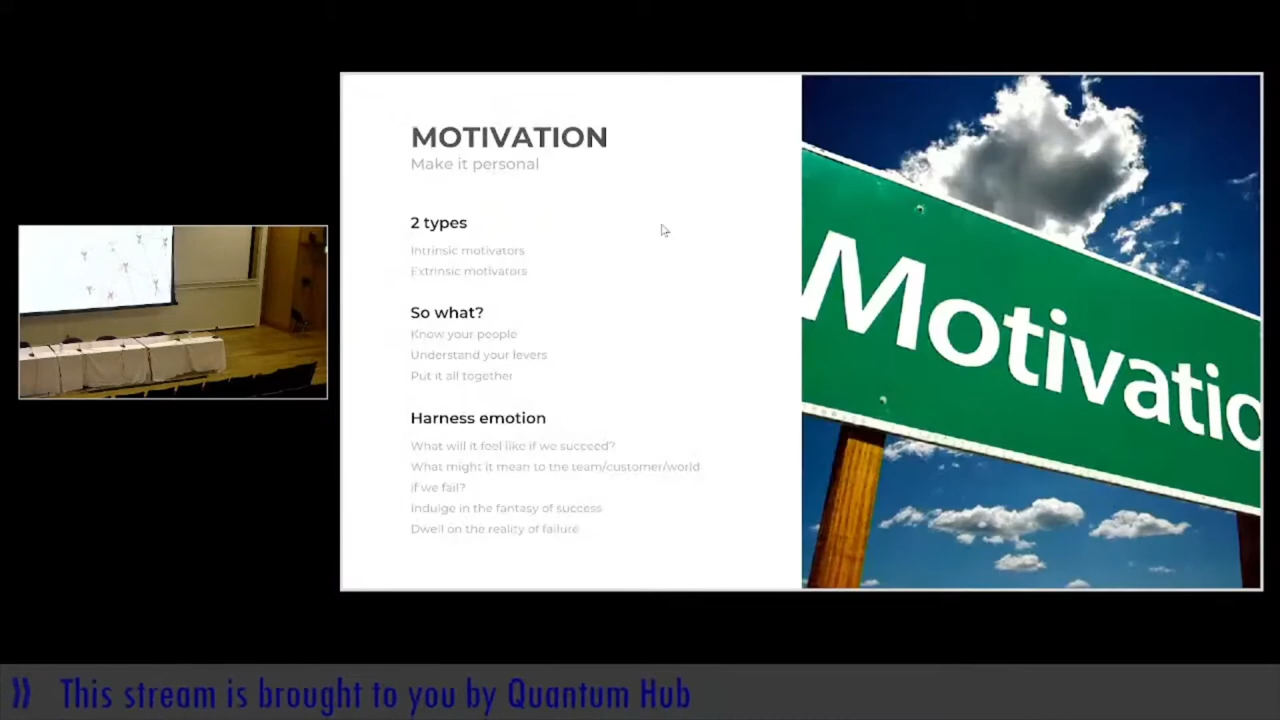 MOTIVATION
Make it personal
2 types
Intrinsic motivators
Extrinsic motivators
So what?
Know your people
Understand your levers
Put it all together
Harness emotion
What will it feel like if we succeed?
What might it mean to the team/customer/world
if we fail?
Indulge in the fantasy of success
Dwell on the reality of failure
Motivatio
» This stream is brought to you by Quantum Hub